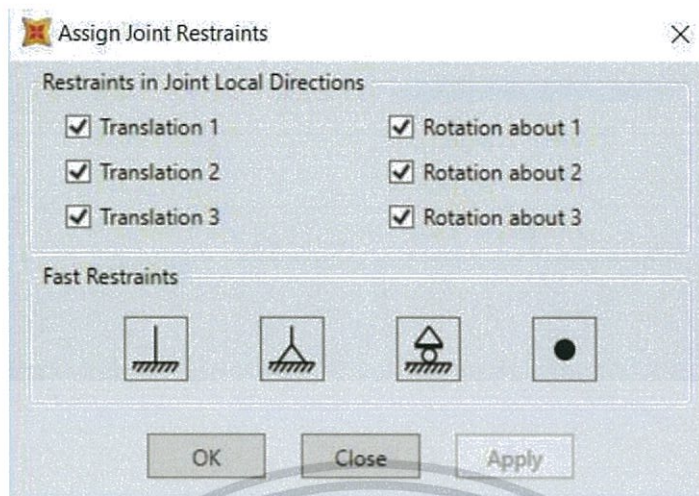 Assign Joint Restraints
Restraints in Joint Local Directions
Translation 1 Rotation about 1
Translation 2 Rotation about 2
Translation 3 Rotation about 3
Fast Restraints
OK Close Apply